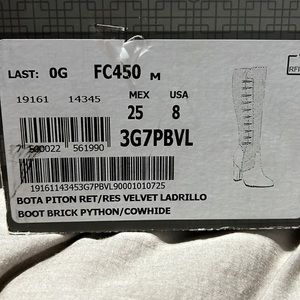 LAST: 0G FC450 M
19161 14345
MEX USA
25 8
3G7PBVL
500022 561990
19161143453G7PBVL90001010725
BOTA PITON RET/RES VELVET LADRILLO
BOOT BRICK PYTHON/COWHIDE